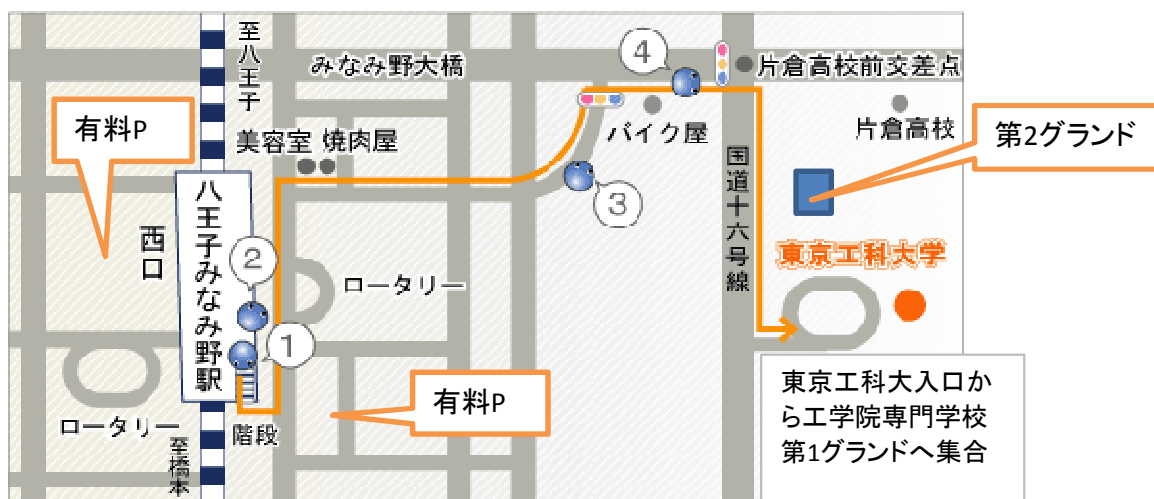 至八王子
みなみ野大橋
4
片倉高校前交差点
有料P
美容室 焼肉屋
バイク屋
片倉高校
第2グランド
国道十六号線
3
八王子みなみ野駅
西口
2
ロータリー
東京工科大学
1
有料P
ロータリー
階段
至橋本
東京工科大入口か
ら工学院専門学校
第1グランドへ集合